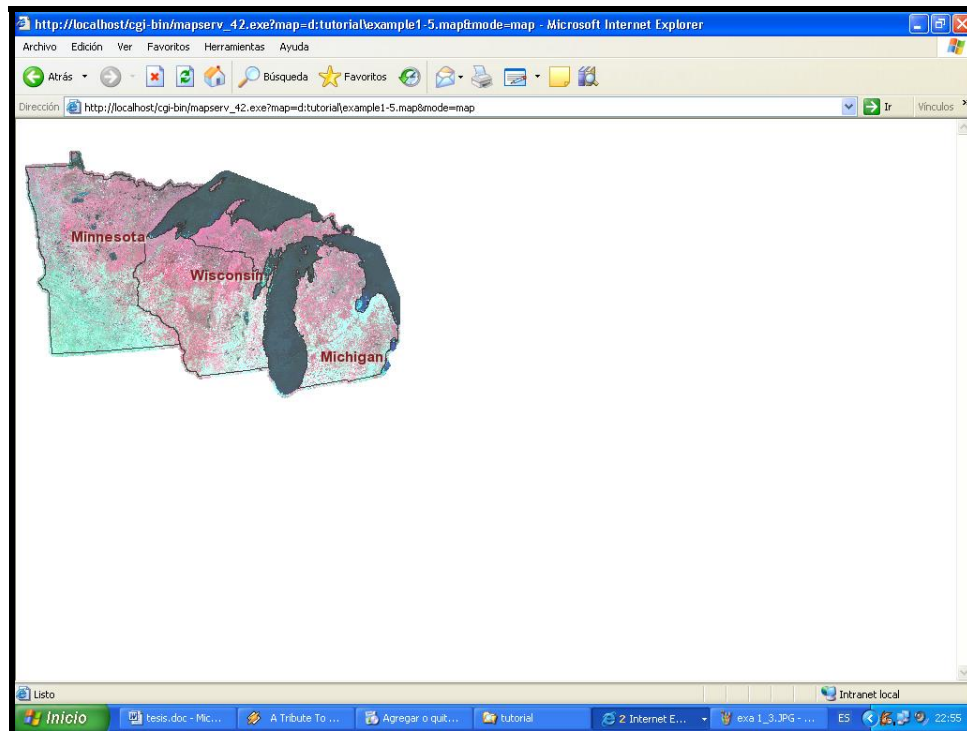 http://localhost/cgi-bin/mapserv_42.exe?map=d:tutorial\example1-5.map&mode=map - Microsoft Internet Explorer
Archivo Edición Ver Favoritos Herramientas Ayuda
Atrás Búsqueda Favoritos
Dirección http://localhost/cgi-bin/mapserv_42.exe?map=d:tutorial\example1-5.map&mode=map Ir Vínculos »
Minnesota
Wisconsin
Michigan
Listo Intranet local
Inicio tesis.doc - Mic... A Tribute To ... Agregar o quit... tutorial 2 Internet E... exa 1_3.JPG - ... ES 22:55